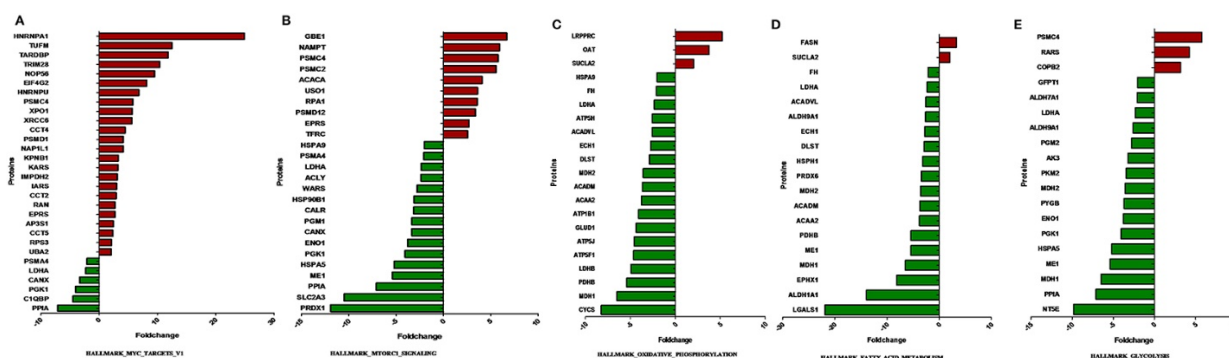 A
HNRNPA1
TUFM
TARDBP
TRIM28
NOP56
EIF4G2
HNRNPU
PSMC4
XPO1
XRCC6
CCT4
PSMD1
NAP1L1
KPNB1
KARS
IMPDH2
IARS
CCT2
RAN
EPRS
AP3S1
CCT5
RPS3
UBA2
PSMA4
LDHA
CANX
PGK1
C1QBP
PPIA
Proteins
-10 0 10 20 30
Foldchange
HALLMARK_MYC_TARGETS_V1
B
GBE1
NAMPT
PSMC4
PSMC2
ACACA
USO1
RPA1
PSMD12
EPRS
TFRC
HSPA9
PSMA4
LDHA
ACLY
WARS
HSP90B1
CALR
PGM1
CANX
ENO1
PGK1
HSPA5
ME1
PPIA
SLC2A3
PRDX1
Proteins
-15 -10 -5 0 5 10
Foldchange
HALLMARK_MTORC1_SIGNALING
C
LRPPRC
OAT
SUCLA2
HSPA9
FH
LDHA
ATP5H
ACADVL
ECH1
DLST
MDH2
ACADM
ACAA2
ATP1B1
GLUD1
ATP5J
ATP5F1
LDHB
PDHB
MDH1
CYCS
Proteins
-10 -5 0 5 10
Foldchange
HALLMARK_OXIDATIVE_PHOSPHORYLATION
D
FASN
SUCLA2
FH
LDHA
ACADVL
ALDH9A1
ECH1
DLST
HSPH1
PRDX6
MDH2
ACADM
ACAA2
PDHB
ME1
MDH1
EPHX1
ALDH1A1
LGALS1
Proteins
-30 -20 -10 0 10
Foldchange
HALLMARK_FATTY_ACID_METABOLISM
E
PSMC4
RARS
COPB2
GFPT1
ALDH7A1
LDHA
ALDH9A1
PGM2
AK3
PKM2
MDH2
PYGB
ENO1
PGK1
HSPA5
ME1
MDH1
PPIA
NT5E
Proteins
-15 -10 -5 0 5 10
Foldchange
HALLMARK_GLYCOLYSIS